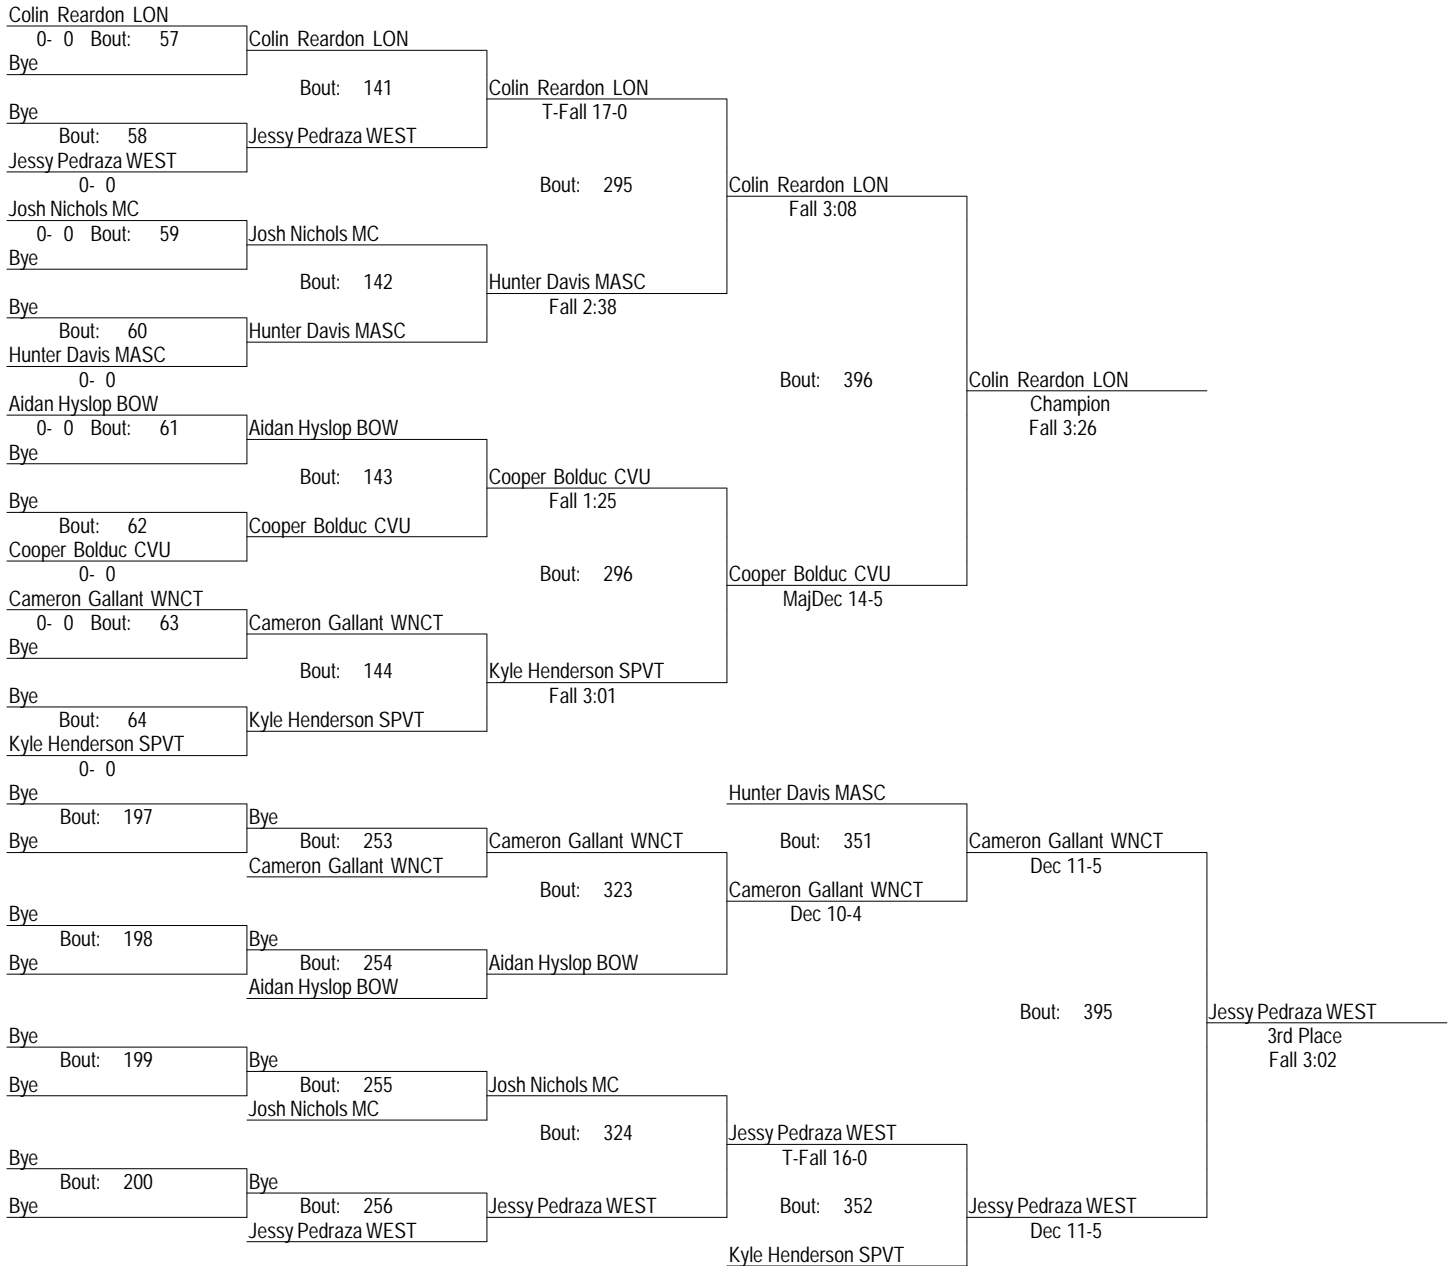 Colin Reardon LON
0- 0 Bout: 57 Colin Reardon LON
Bye
Bout: 141 Colin Reardon LON
Bye T-Fall 17-0
Bout: 58 Jessy Pedraza WEST
Jessy Pedraza WEST
0- 0 Bout: 295 Colin Reardon LON
Josh Nichols MC Fall 3:08
0- 0 Bout: 59 Josh Nichols MC
Bye
Bout: 142 Hunter Davis MASC
Bye Fall 2:38
Bout: 60 Hunter Davis MASC
Hunter Davis MASC
0- 0 Bout: 396 Colin Reardon LON
Aidan Hyslop BOW Champion
0- 0 Bout: 61 Aidan Hyslop BOW Fall 3:26
Bye
Bout: 143 Cooper Bolduc CVU
Bye Fall 1:25
Bout: 62 Cooper Bolduc CVU
Cooper Bolduc CVU
0- 0 Bout: 296 Cooper Bolduc CVU
Cameron Gallant WNCT MajDec 14-5
0- 0 Bout: 63 Cameron Gallant WNCT
Bye
Bout: 144 Kyle Henderson SPVT
Bye Fall 3:01
Bout: 64 Kyle Henderson SPVT
Kyle Henderson SPVT
0- 0
Bye Hunter Davis MASC
Bout: 197 Bye
Bye Bout: 253 Cameron Gallant WNCT Bout: 351 Cameron Gallant WNCT
Cameron Gallant WNCT Dec 11-5
Bout: 323 Cameron Gallant WNCT
Bye Dec 10-4
Bout: 198 Bye
Bye Bout: 254 Aidan Hyslop BOW
Aidan Hyslop BOW
Bout: 395 Jessy Pedraza WEST
Bye 3rd Place
Bout: 199 Bye Fall 3:02
Bye Bout: 255 Josh Nichols MC
Josh Nichols MC
Bout: 324 Jessy Pedraza WEST
Bye T-Fall 16-0
Bout: 200 Bye
Bye Bout: 256 Jessy Pedraza WEST Bout: 352 Jessy Pedraza WEST
Jessy Pedraza WEST Dec 11-5
Kyle Henderson SPVT